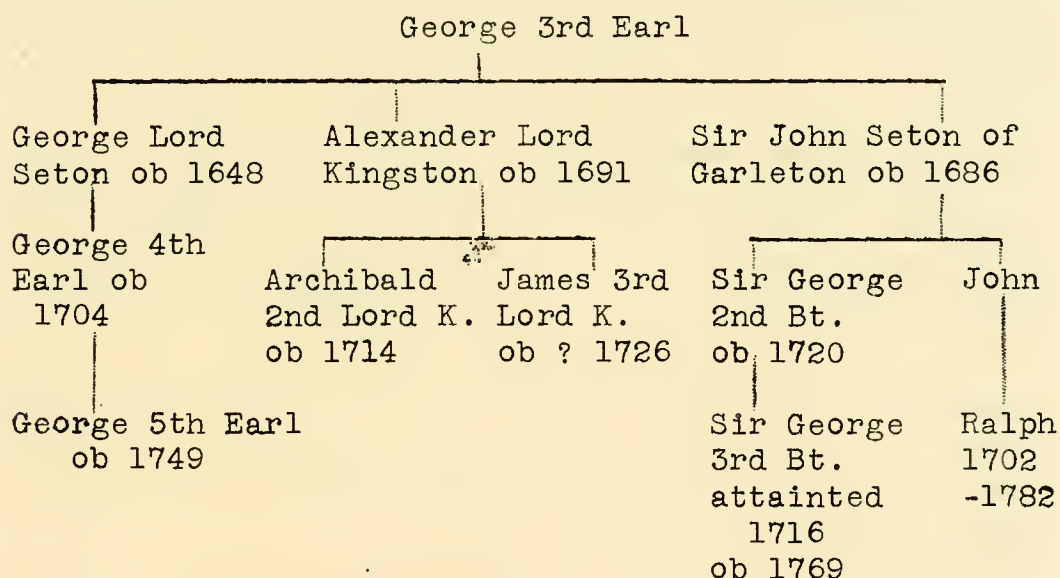 George 3rd Earl
George Lord
Seton ob 1648
Alexander Lord
Kingston ob 1691
Sir John Seton of
Garleton ob 1686
George 4th
Earl ob
1704
Archibald
2nd Lord K.
ob 1714
James 3rd
Lord K.
ob ? 1726
Sir George
2nd Bt.
ob 1720
John
George 5th Earl
ob 1749
Sir George
3rd Bt.
attainted
1716
ob 1769
Ralph
1702
-1782